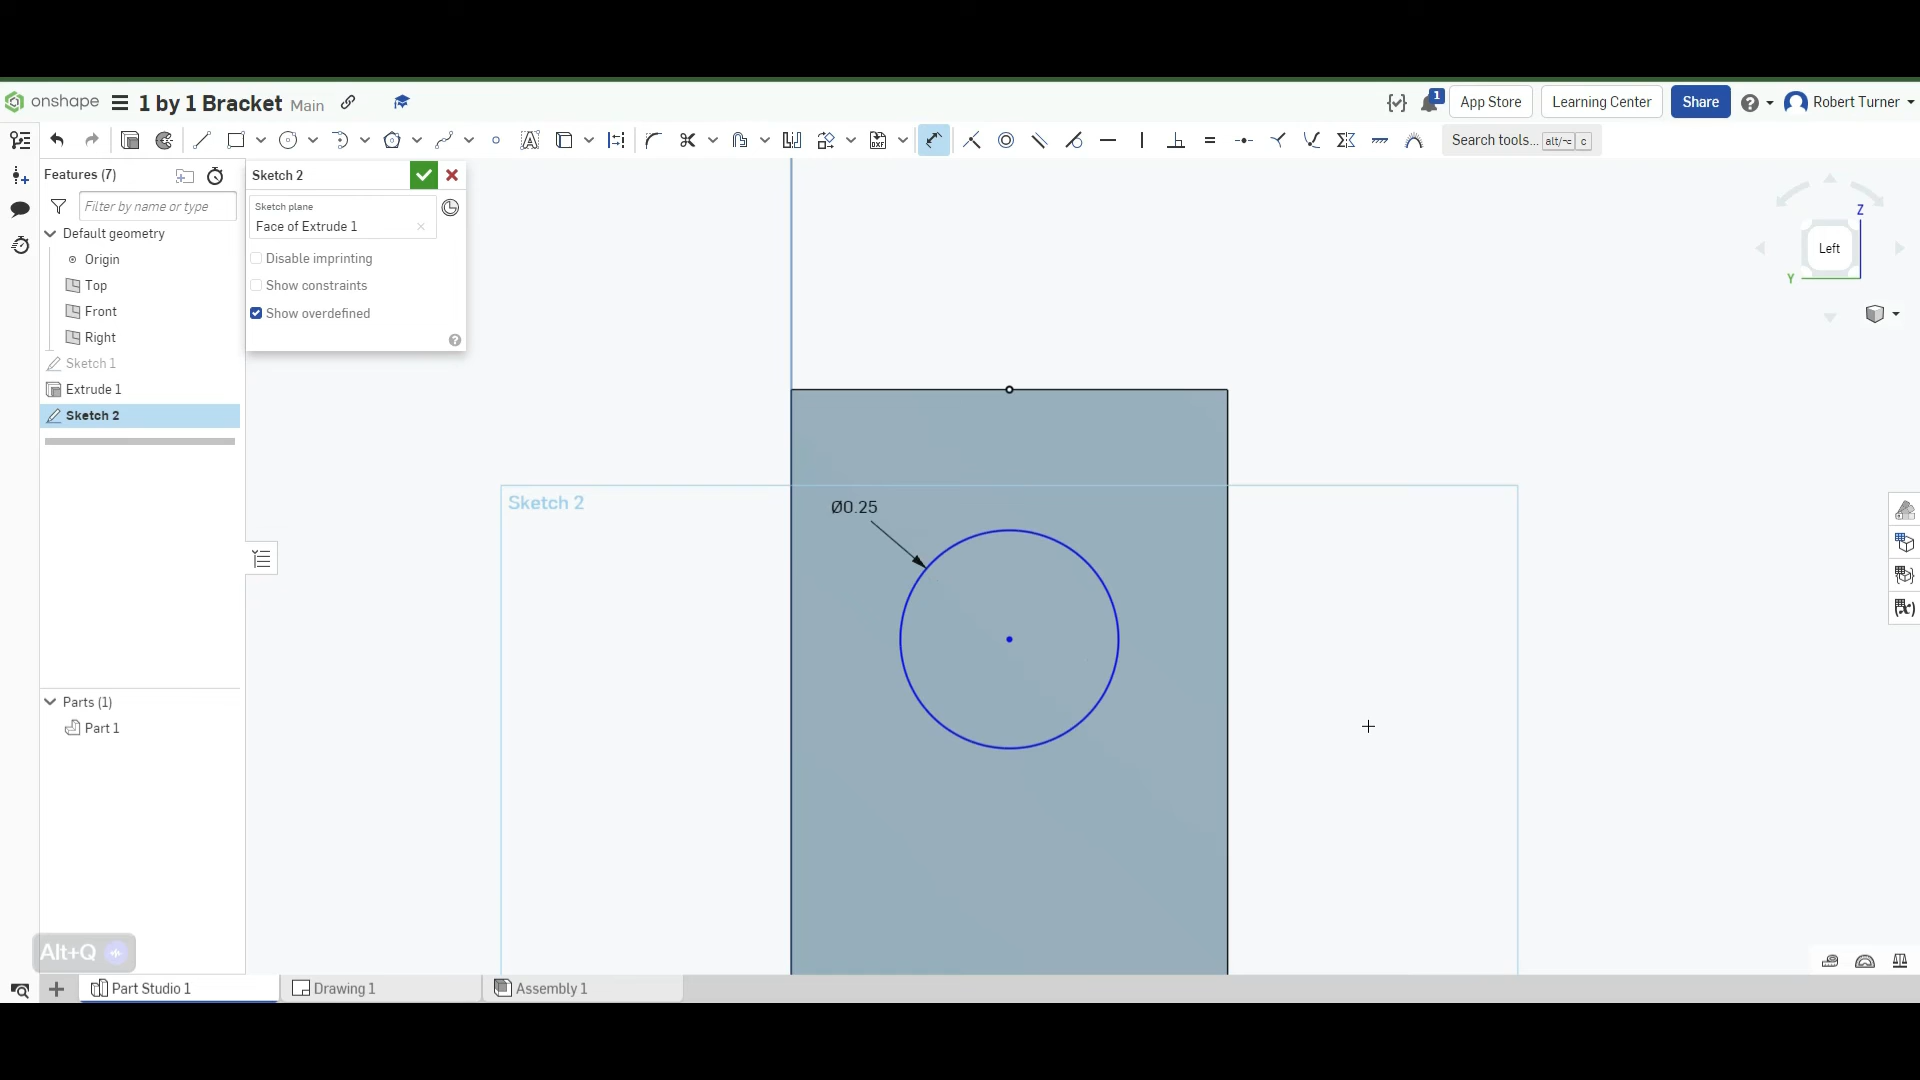 onshape
1 by 1 Bracket Main
1
App Store
Learning Center
Share
Robert Turner
Search tools... alt/⌥ c
Features (7)
Filter by name or type
Default geometry
Origin
Top
Front
Right
Sketch 1
Extrude 1
Sketch 2
Parts (1)
Part 1
Sketch 2
Sketch plane
Face of Extrude 1
Disable imprinting
Show constraints
Show overdefined
Sketch 2
Ø0.25
Z
Left
Y
Alt+Q
Part Studio 1
Drawing 1
Assembly 1